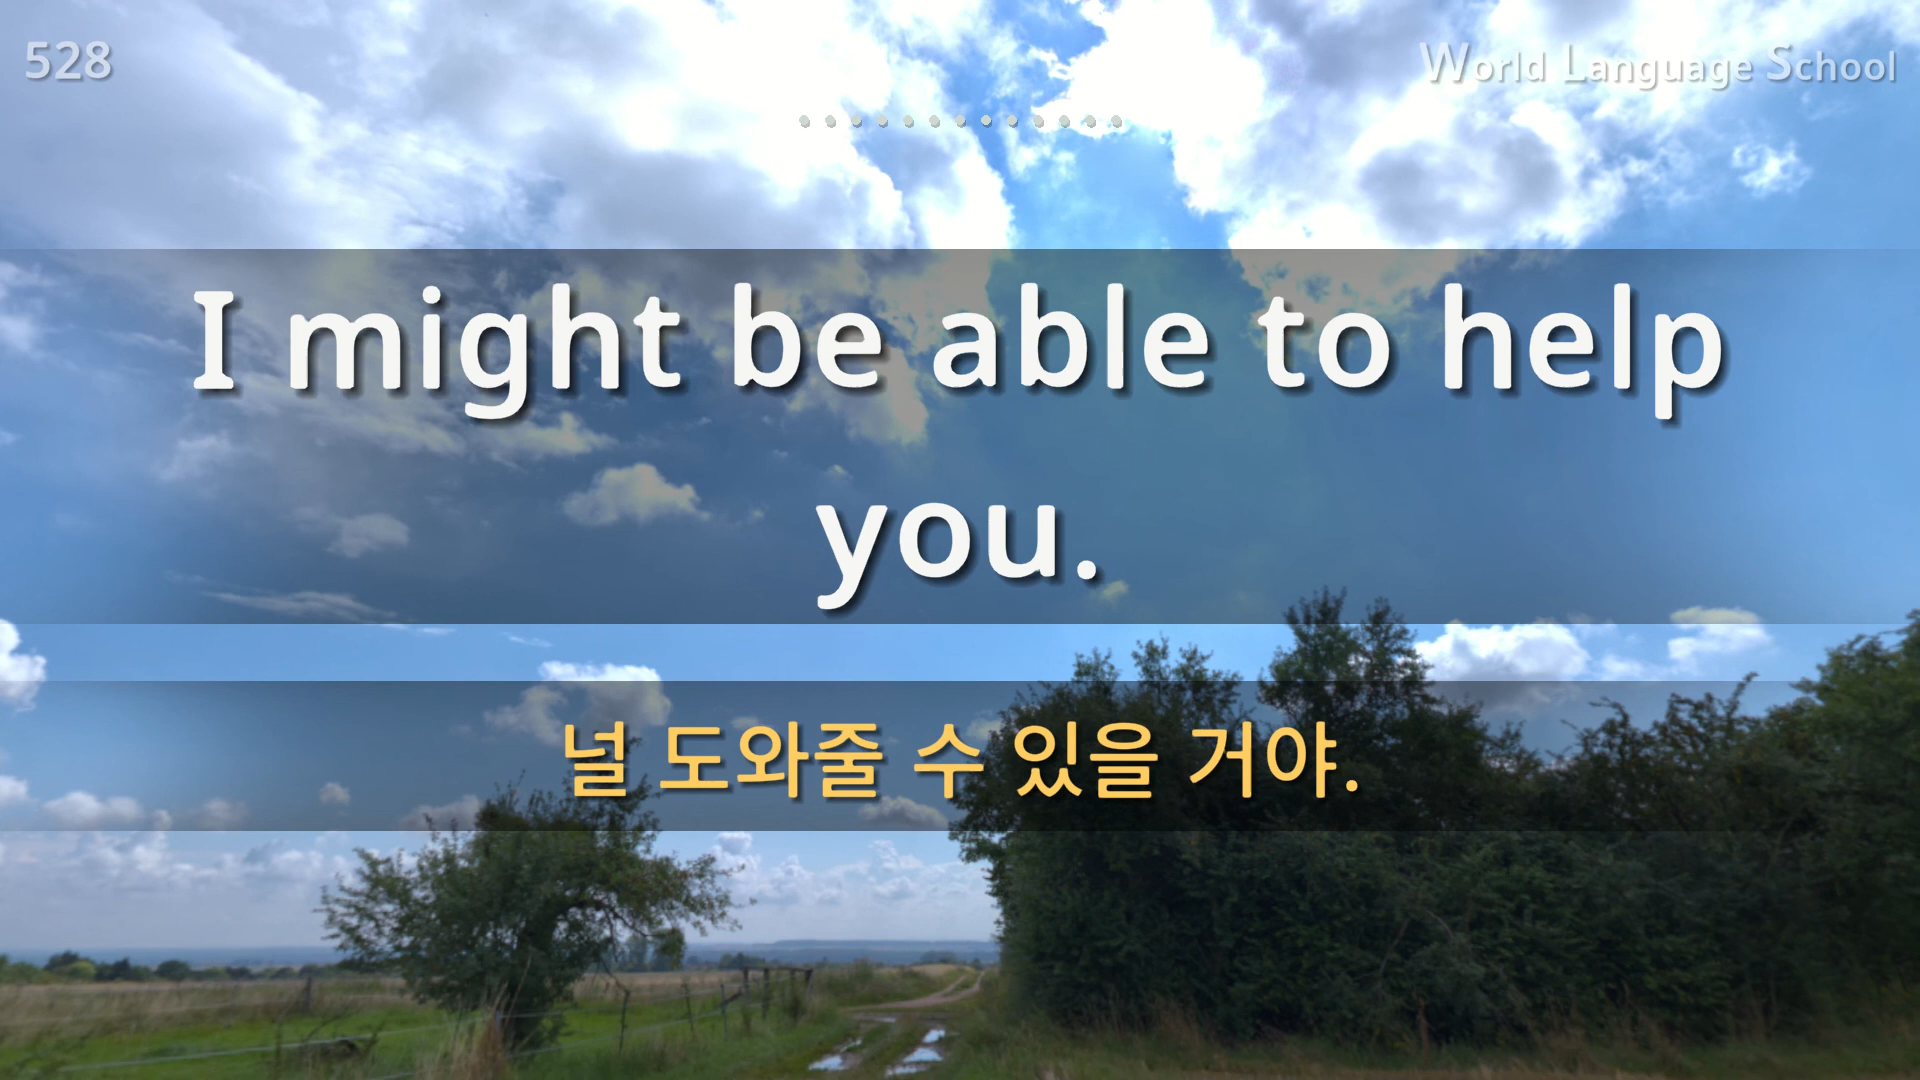 528
World Language School
I might be able to help
you.
널 도와줄 수 있을 거야.